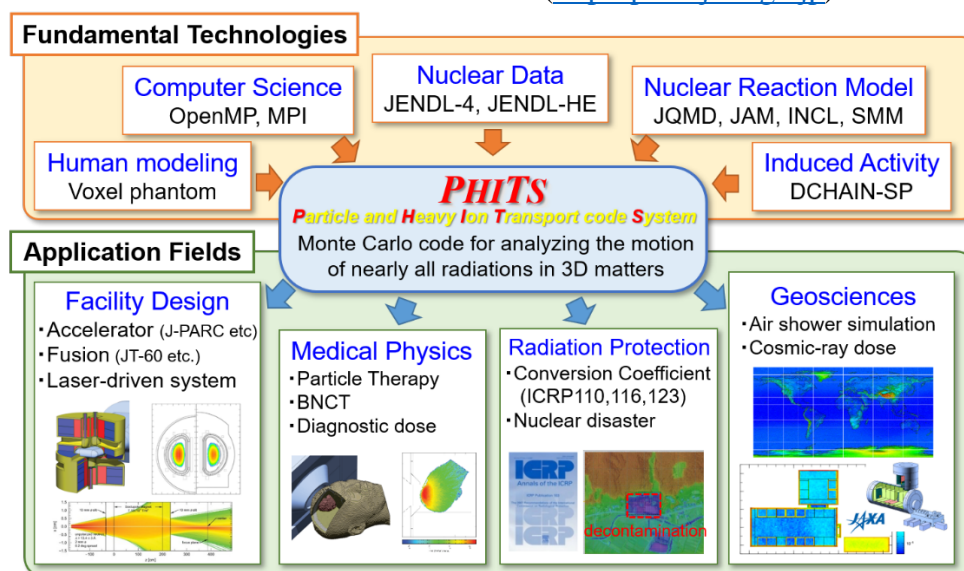 Fundamental Technologies
Computer Science
OpenMP, MPI
Nuclear Data
JENDL-4, JENDL-HE
Nuclear Reaction Model
JQMD, JAM, INCL, SMM
Human modeling
Voxel phantom
Induced Activity
DCHAIN-SP
PHITS
Particle and Heavy Ion Transport code System
Monte Carlo code for analyzing the motion
of nearly all radiations in 3D matters
Application Fields
Facility Design
・Accelerator (J-PARC etc)
・Fusion (JT-60 etc.)
・Laser-driven system
Medical Physics
・Particle Therapy
・BNCT
・Diagnostic dose
Radiation Protection
・Conversion Coefficient
(ICRP110,116,123)
・Nuclear disaster
ICRP
Annals of the ICRP
decontamination
Geosciences
・Air shower simulation
・Cosmic-ray dose
JAXA